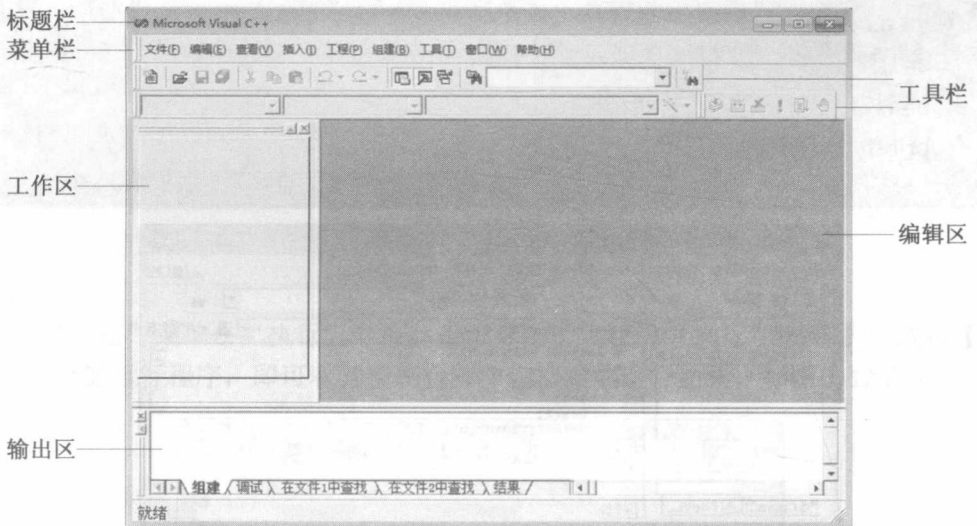 标题栏
Microsoft Visual C++
菜单栏
文件(F) 编辑(E) 查看(V) 插入(I) 工程(P) 组建(B) 工具(T) 窗口(W) 帮助(H)
工具栏
工作区
编辑区
输出区
组建 调试 在文件1中查找 在文件2中查找 结果
就绪